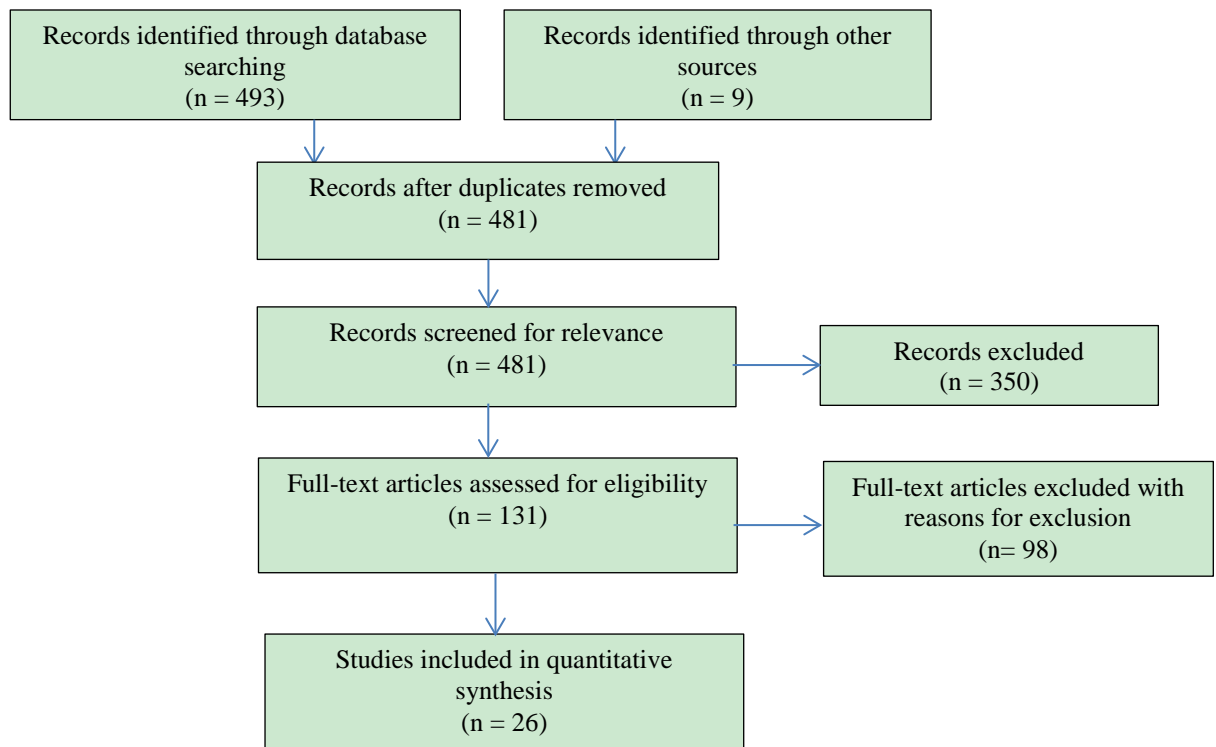 Records identified through database
searching
(n = 493)
Records identified through other
sources
(n = 9)
Records after duplicates removed
(n = 481)
Records screened for relevance
(n = 481)
Records excluded
(n = 350)
Full-text articles assessed for eligibility
(n = 131)
Full-text articles excluded with
reasons for exclusion
(n= 98)
Studies included in quantitative
synthesis
(n = 26)